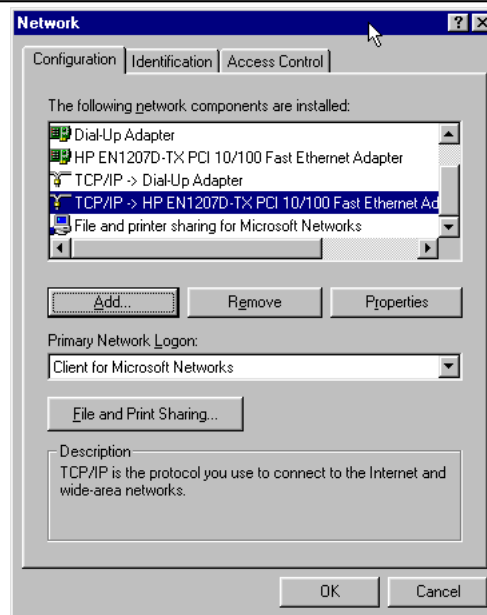 Network
Configuration Identification Access Control
The following network components are installed:
Dial-Up Adapter
HP EN1207D-TX PCI 10/100 Fast Ethernet Adapter
TCP/IP -> Dial-Up Adapter
TCP/IP -> HP EN1207D-TX PCI 10/100 Fast Ethernet Ad
File and printer sharing for Microsoft Networks
Add... Remove Properties
Primary Network Logon:
Client for Microsoft Networks
File and Print Sharing...
Description
TCP/IP is the protocol you use to connect to the Internet and
wide-area networks.
OK Cancel